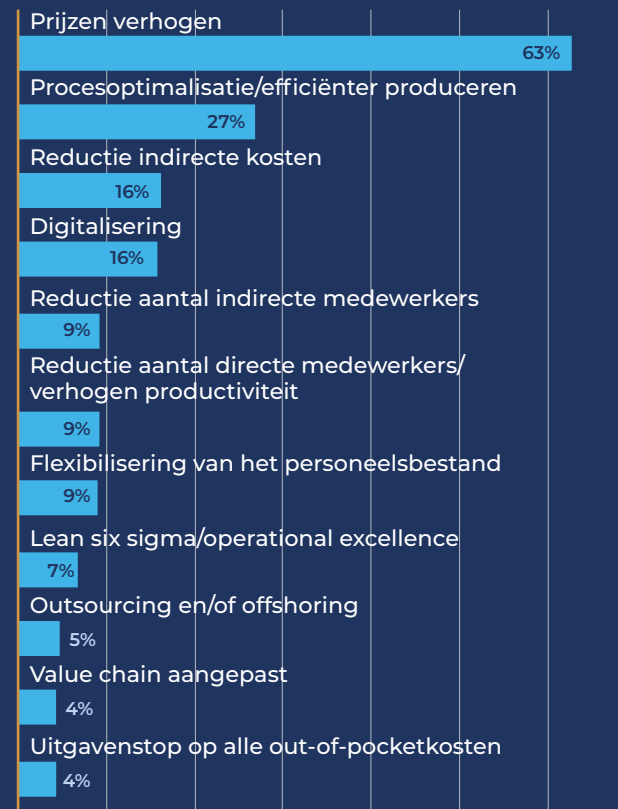 Prijzen verhogen
63%
Procesoptimalisatie/efficiënter produceren
27%
Reductie indirecte kosten
16%
Digitalisering
16%
Reductie aantal indirecte medewerkers
9%
Reductie aantal directe medewerkers/
verhogen productiviteit
9%
Flexibilisering van het personeelsbestand
9%
Lean six sigma/operational excellence
7%
Outsourcing en/of offshoring
5%
Value chain aangepast
4%
Uitgavenstop op alle out-of-pocketkosten
4%